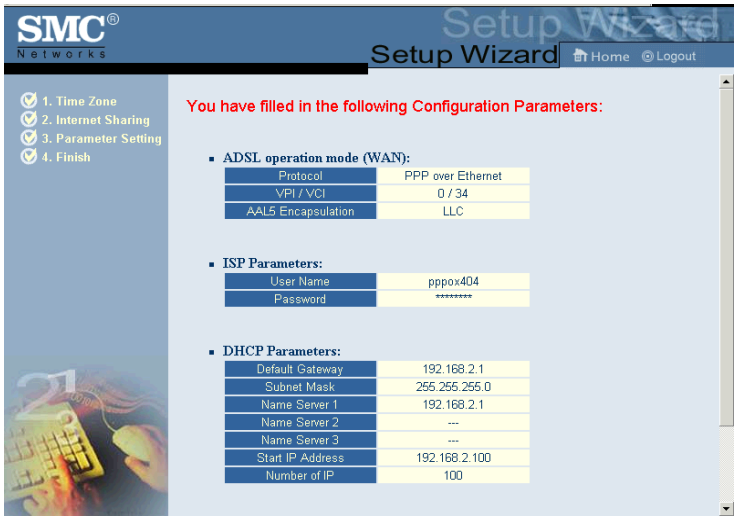 SMC®
Networks
Setup Wizard
Setup Wizard
Home
Logout
1. Time Zone
2. Internet Sharing
3. Parameter Setting
4. Finish
You have filled in the following Configuration Parameters:
ADSL operation mode (WAN):
Protocol PPP over Ethernet
VPI / VCI 0 / 34
AAL5 Encapsulation LLC
ISP Parameters:
User Name pppox404
Password ********
DHCP Parameters:
Default Gateway 192.168.2.1
Subnet Mask 255.255.255.0
Name Server 1 192.168.2.1
Name Server 2 ---
Name Server 3 ---
Start IP Address 192.168.2.100
Number of IP 100